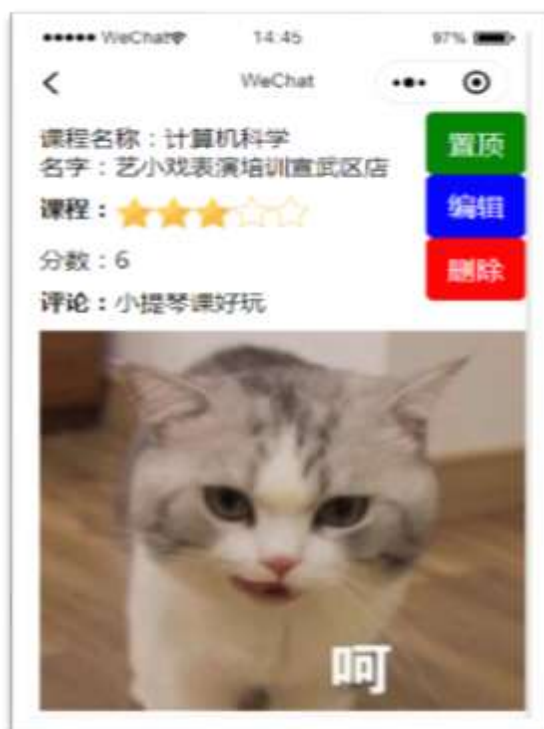 WeChat 14:45 97%
WeChat
课程名称：计算机科学
置顶
名字：艺小戏表演培训宣武区店
课程：
编辑
分数：6
删除
评论：小提琴课好玩
呵